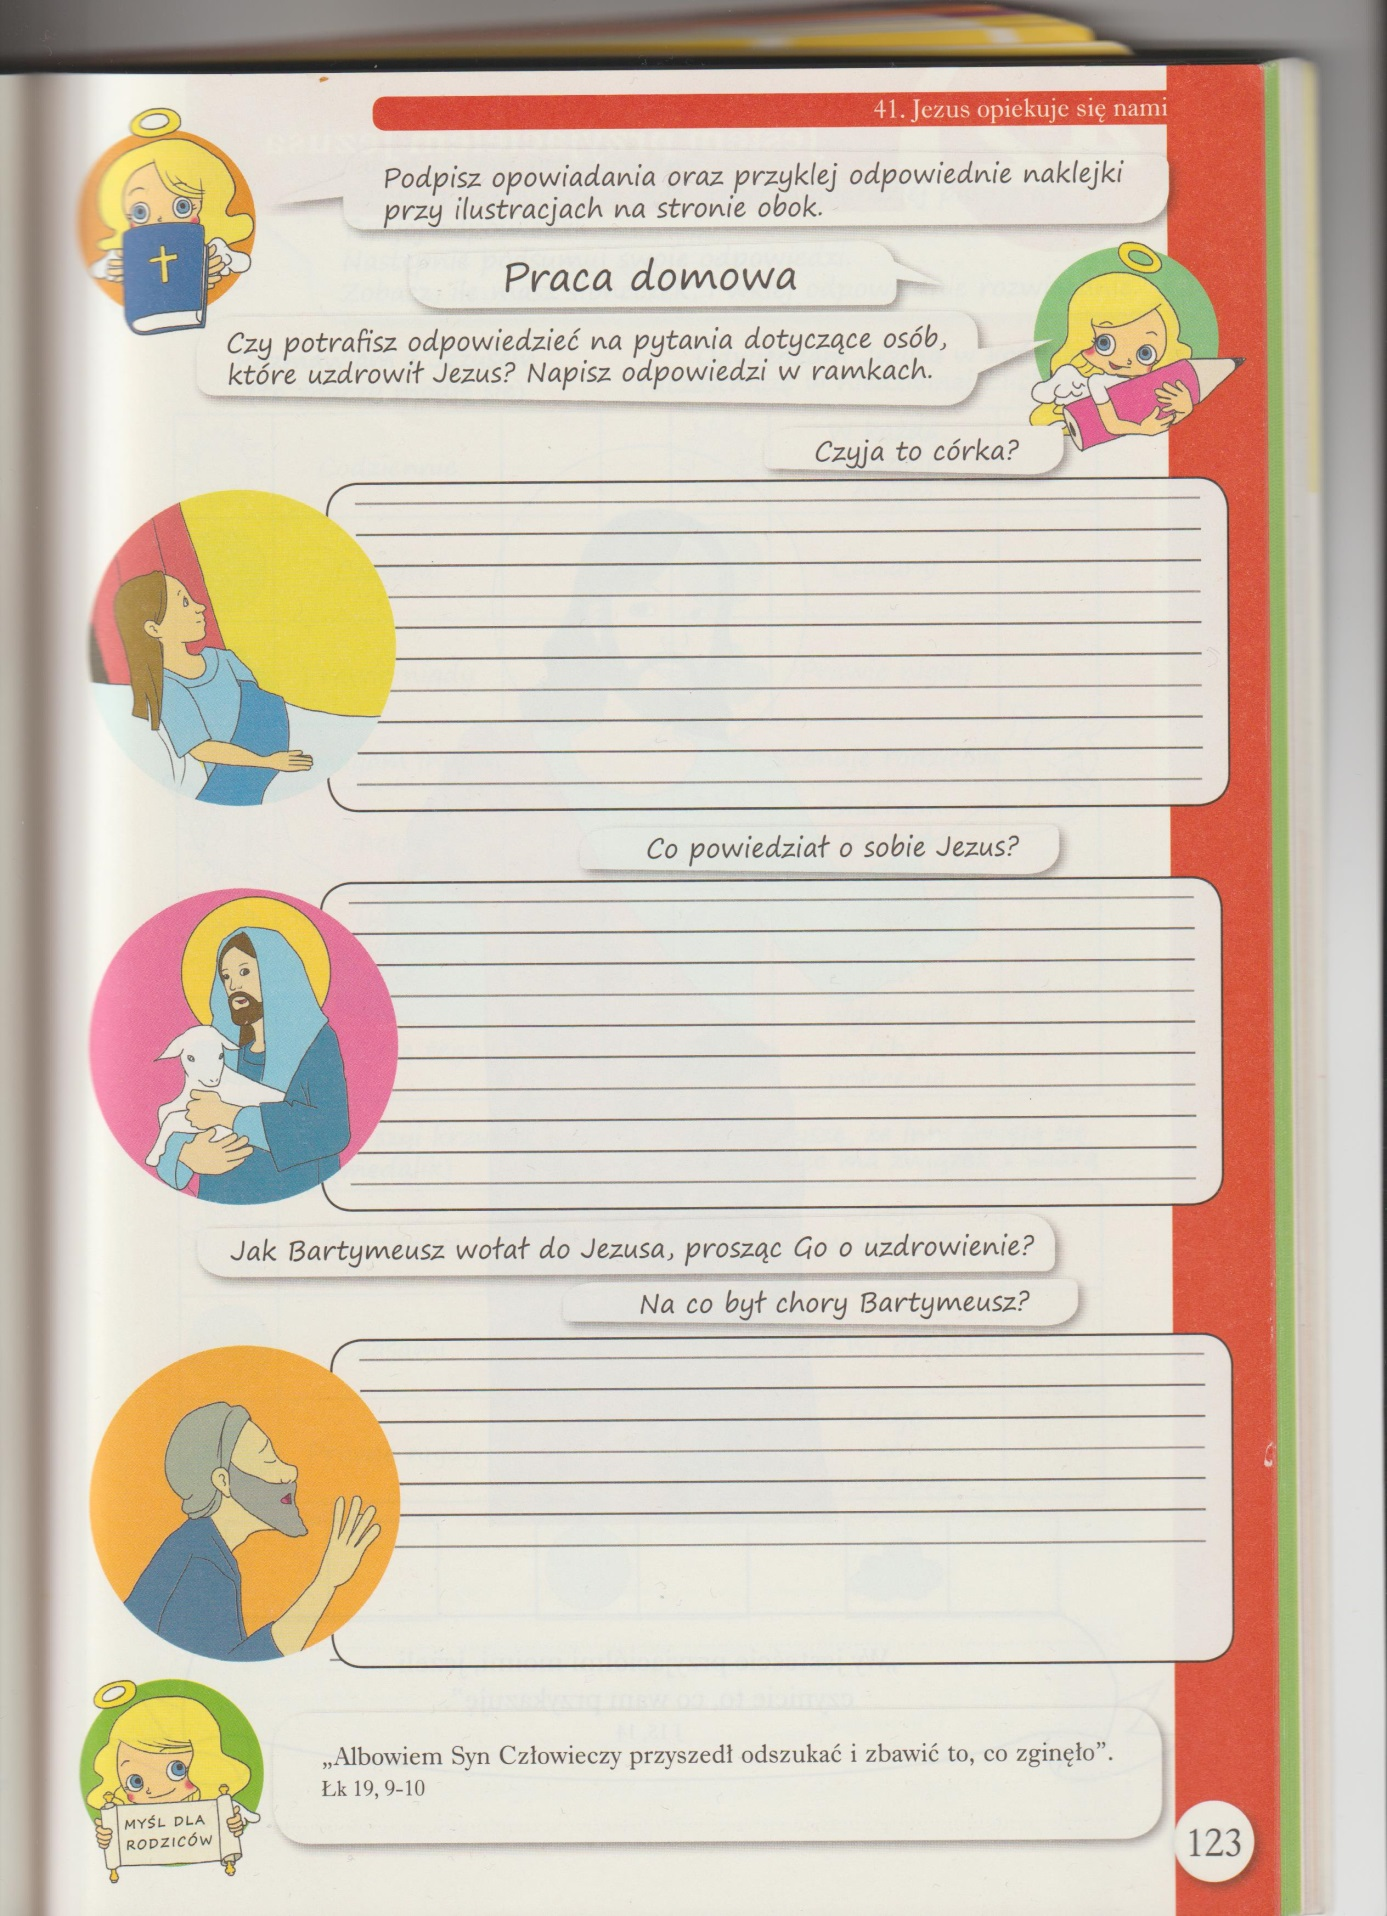 41. Jezus opiekuje się nami
Podpisz opowiadania oraz przyklej odpowiednie naklejki
przy ilustracjach na stronie obok.
Praca domowa
Czy potrafisz odpowiedzieć na pytania dotyczące osób,
które uzdrowił Jezus? Napisz odpowiedzi w ramkach.
Czyja to córka?
Co powiedział o sobie Jezus?
Jak Bartymeusz wołał do Jezusa, prosząc Go o uzdrowienie?
Na co był chory Bartymeusz?
„Albowiem Syn Człowieczy przyszedł odszukać i zbawić to, co zginęło”.
Łk 19, 9-10
MYŚL DLA
RODZICÓW
123